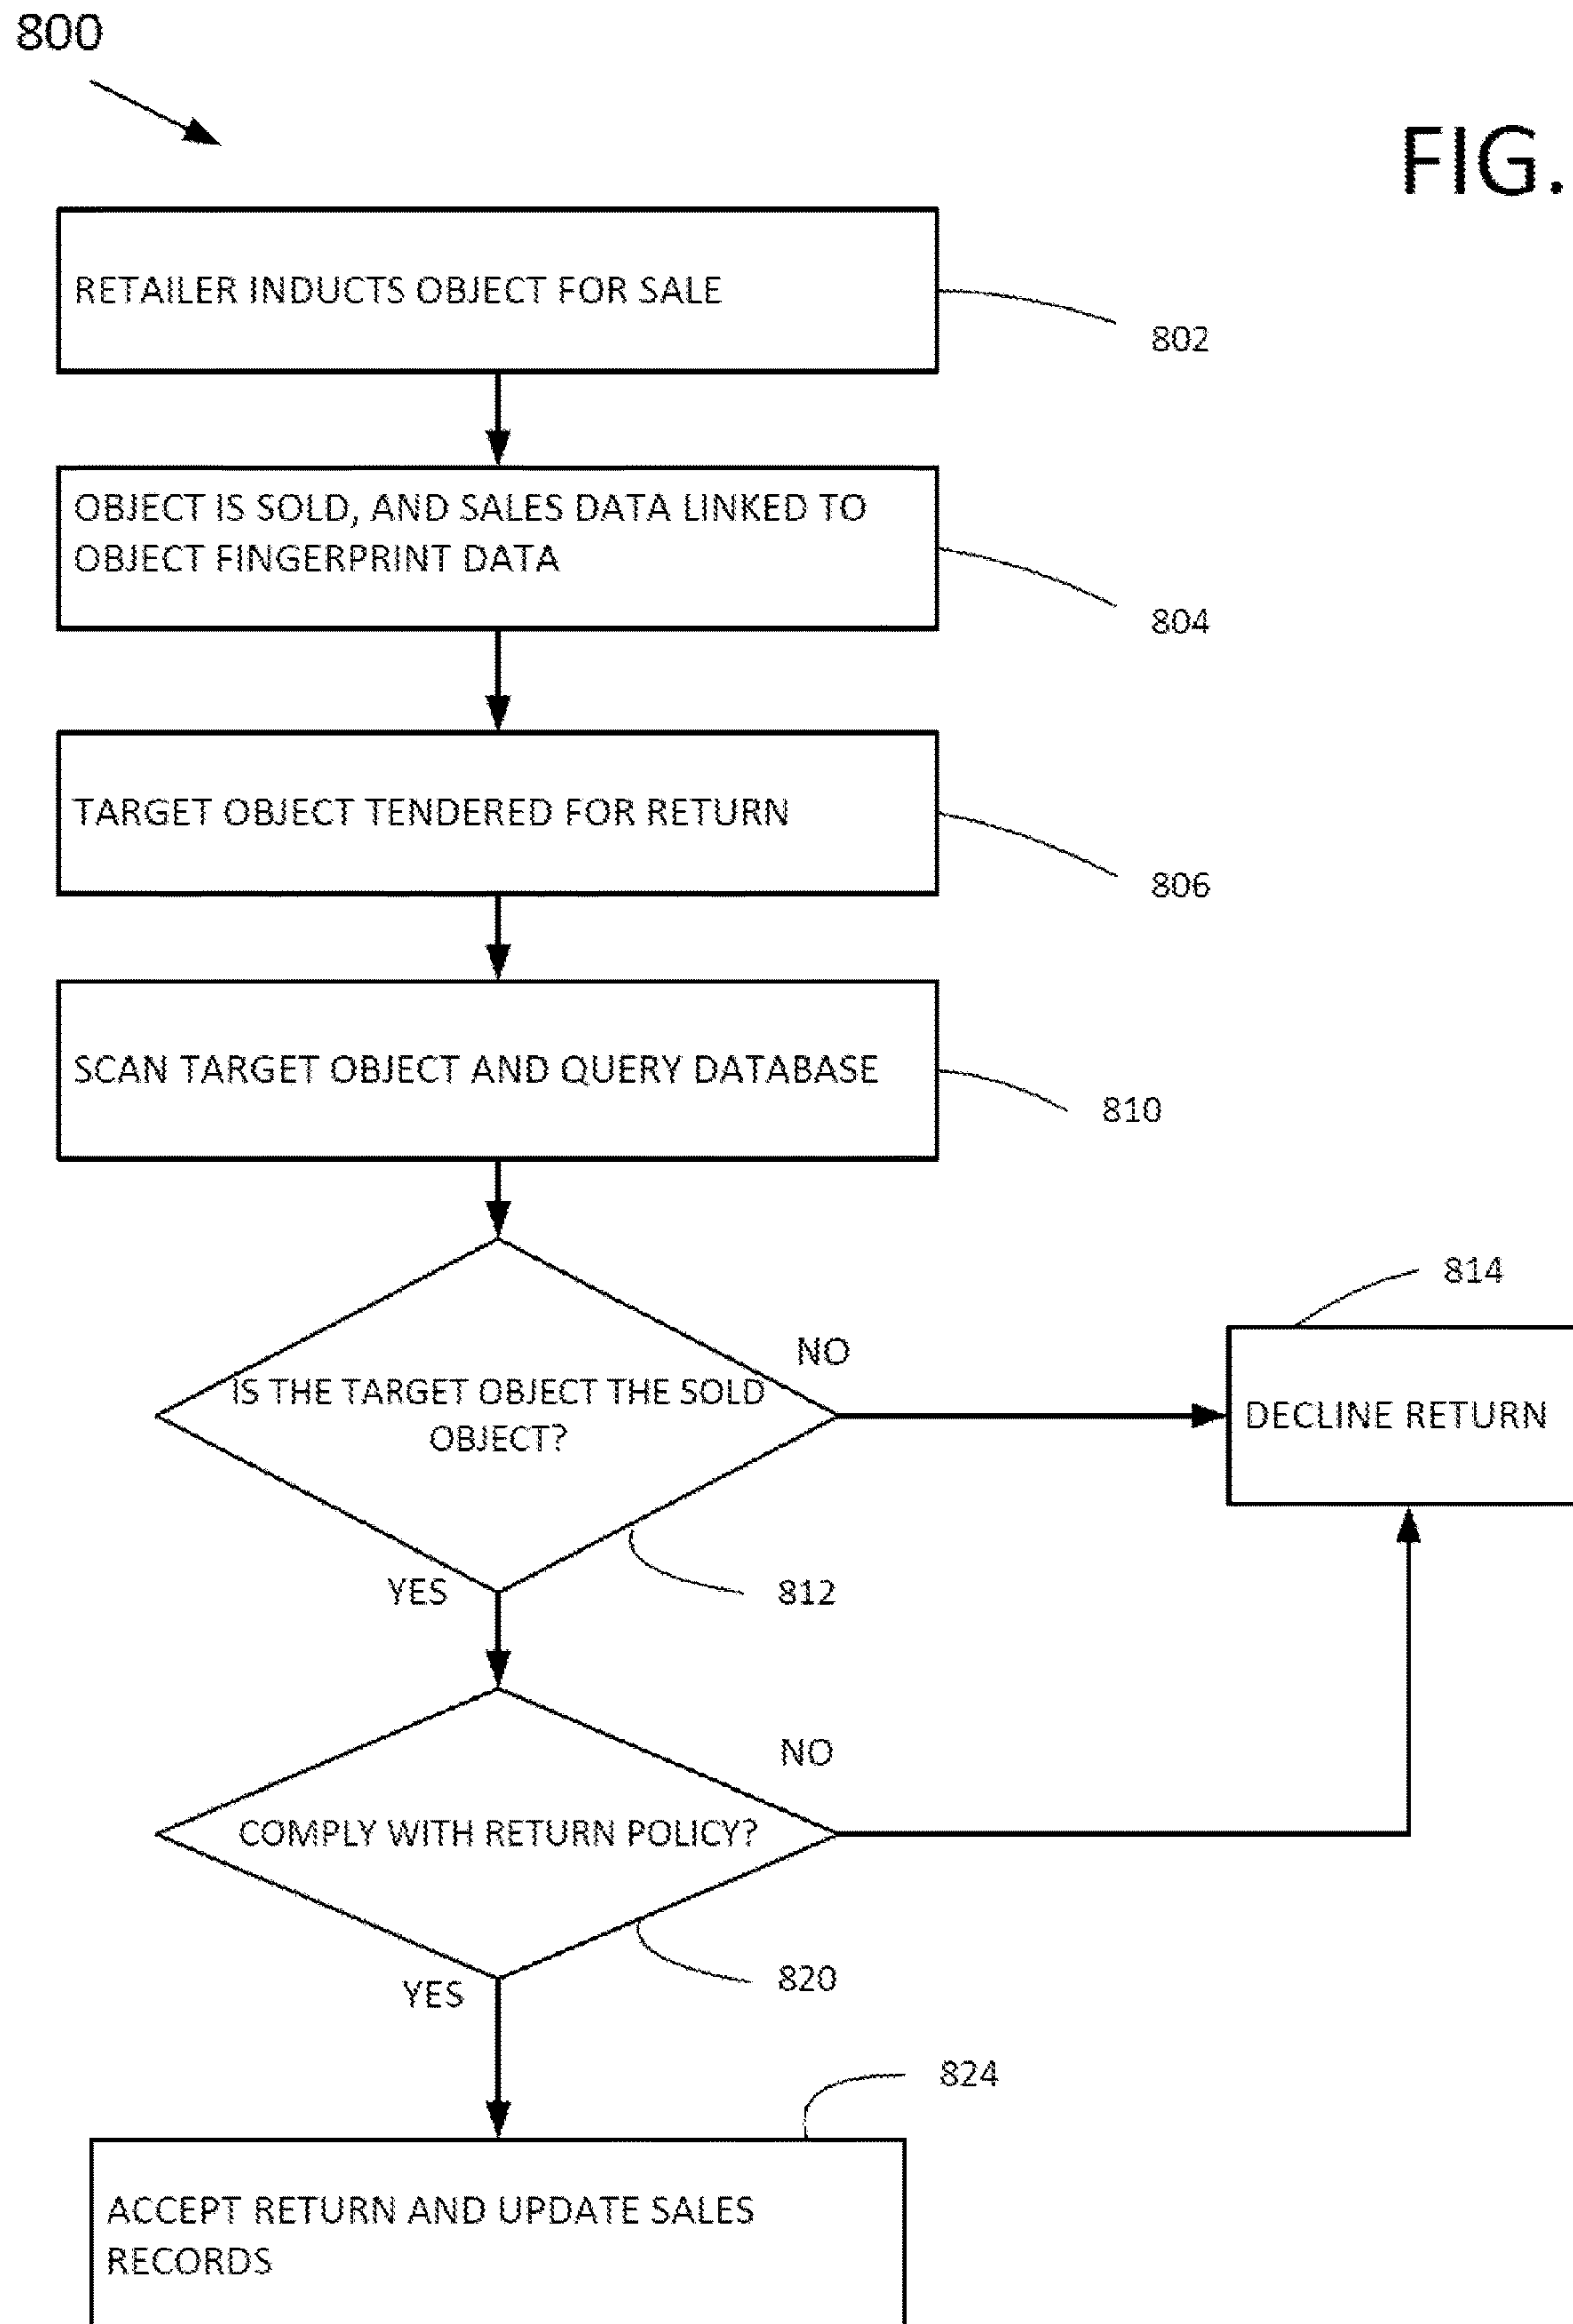 800
FIG.
RETAILER INDUCTS OBJECT FOR SALE
802
OBJECT IS SOLD, AND SALES DATA LINKED TO
OBJECT FINGERPRINT DATA
804
TARGET OBJECT TENDERED FOR RETURN
806
SCAN TARGET OBJECT AND QUERY DATABASE
810
814
NO
IS THE TARGET OBJECT THE SOLD
OBJECT?
DECLINE RETURN
YES
812
NO
COMPLY WITH RETURN POLICY?
820
YES
824
ACCEPT RETURN AND UPDATE SALES
RECORDS